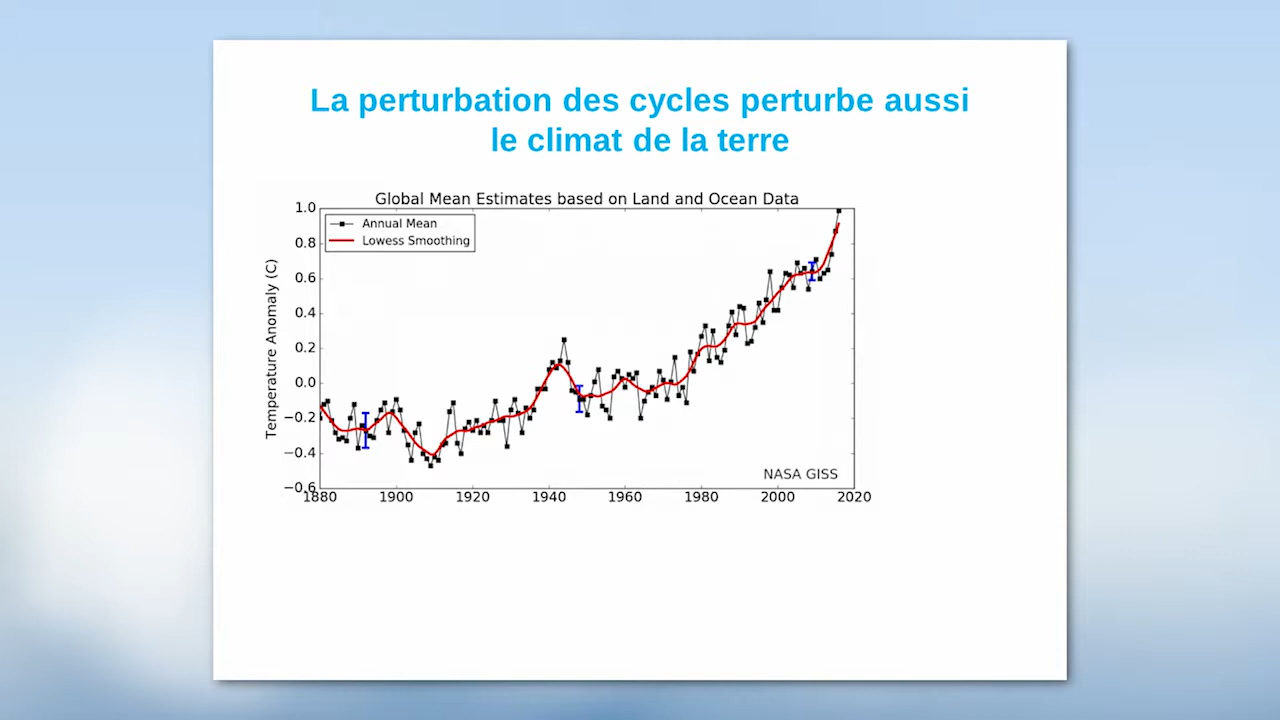 La perturbation des cycles perturbe aussi
le climat de la terre
Global Mean Estimates based on Land and Ocean Data
Annual Mean
Lowess Smoothing
Temperature Anomaly (C)
1.0
0.8
0.6
0.4
0.2
0.0
−0.2
−0.4
−0.6
NASA GISS
1880 1900 1920 1940 1960 1980 2000 2020